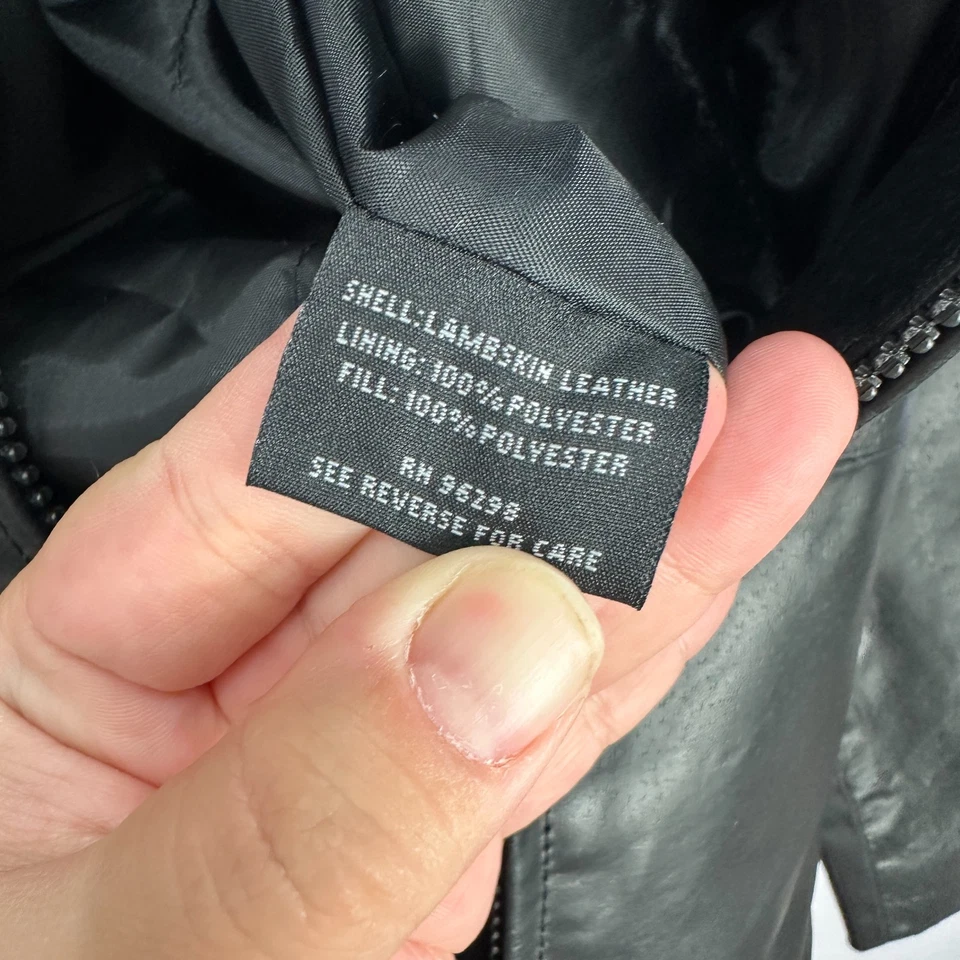 SHELL:LAMBSKIN LEATHER
LINING: 100%POLYESTER
FILL: 100%POLYESTER
RN 96298
SEE REVERSE FOR CARE